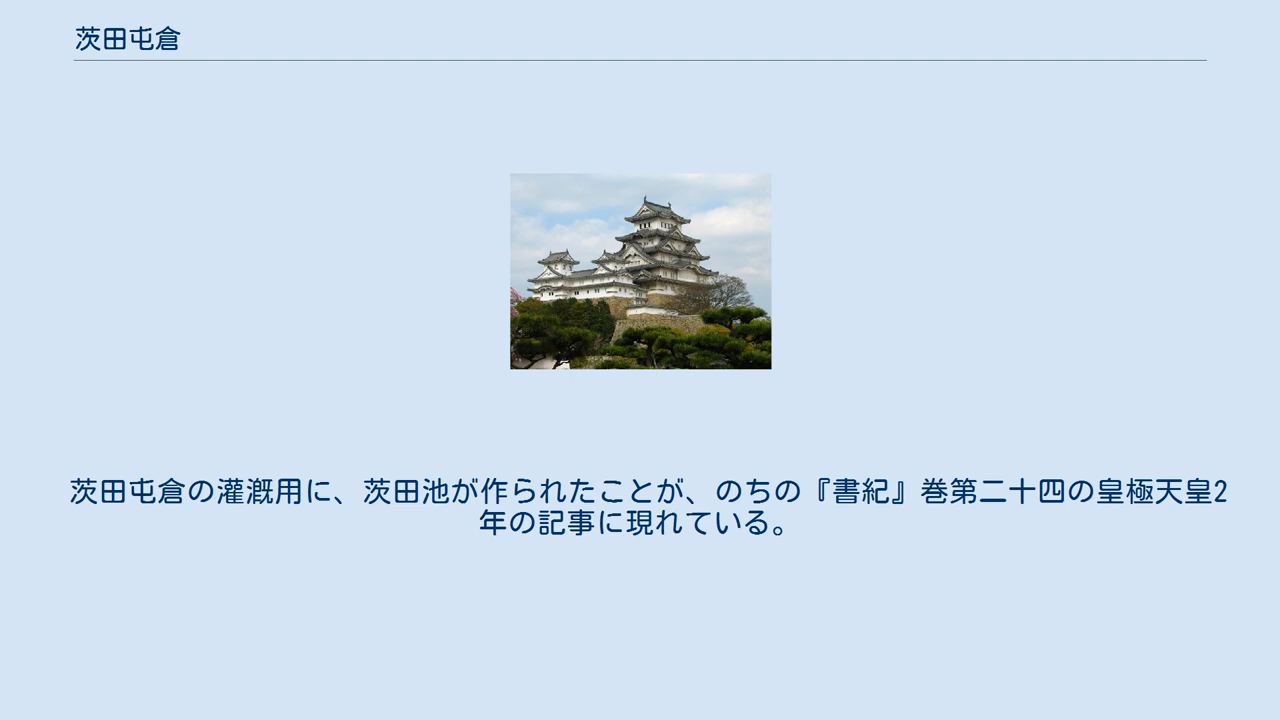 茨田屯倉
茨田屯倉の灌漑用に、茨田池が作られたことが、のちの『書紀』巻第二十四の皇極天皇2
年の記事に現れている。